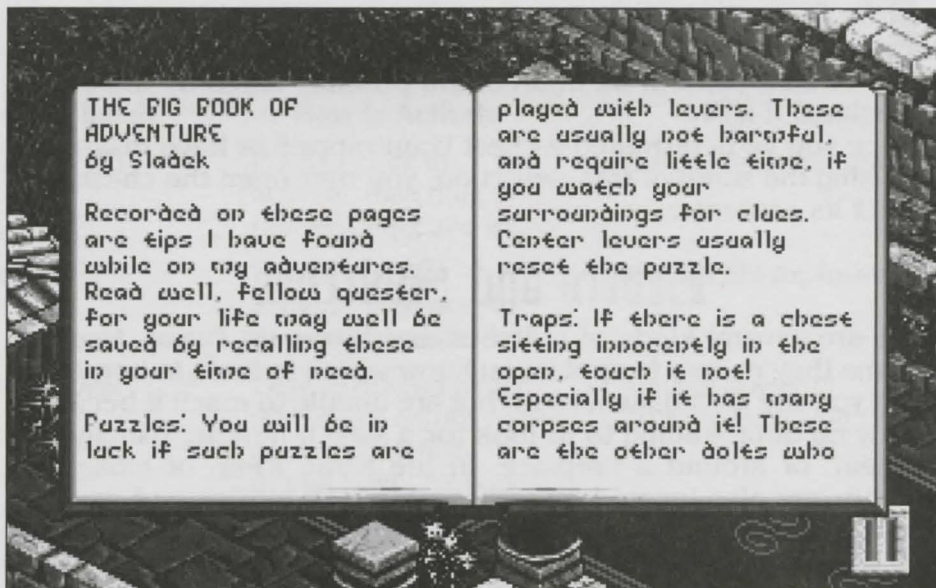 THE BIG BOOK OF
ADVENTURE
by Sladek
Recorded on these pages
are tips I have found
while on my adventures.
Read well, fellow quester,
for your life may well be
saved by recalling these
in your time of need.
Puzzles: You will be in
luck if such puzzles are
played with levers. These
are usually not harmful,
and require little time, if
you watch your
surroundings for clues.
Center levers usually
reset the puzzle.
Traps: If there is a chest
sitting innocently in the
open, touch it not!
Especially if it has many
corpses around it! These
are the other dolts who